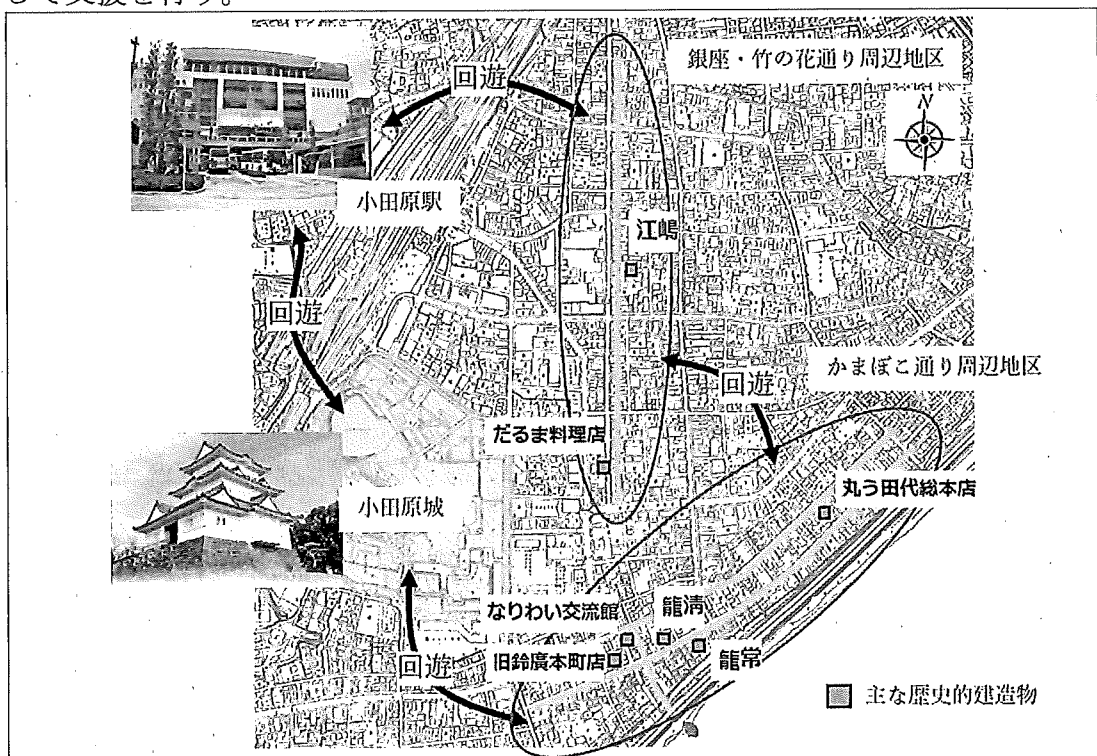 して支援を行う。
銀座・竹の花通り周辺地区
回遊
N
小田原駅
江嶋
回遊
回遊
かまぼこ通り周辺地区
だるま料理店
丸う田代総本店
小田原城
なりわい交流館
籠清
旧鈴廣本町店
籠常
回遊
主な歴史的建造物